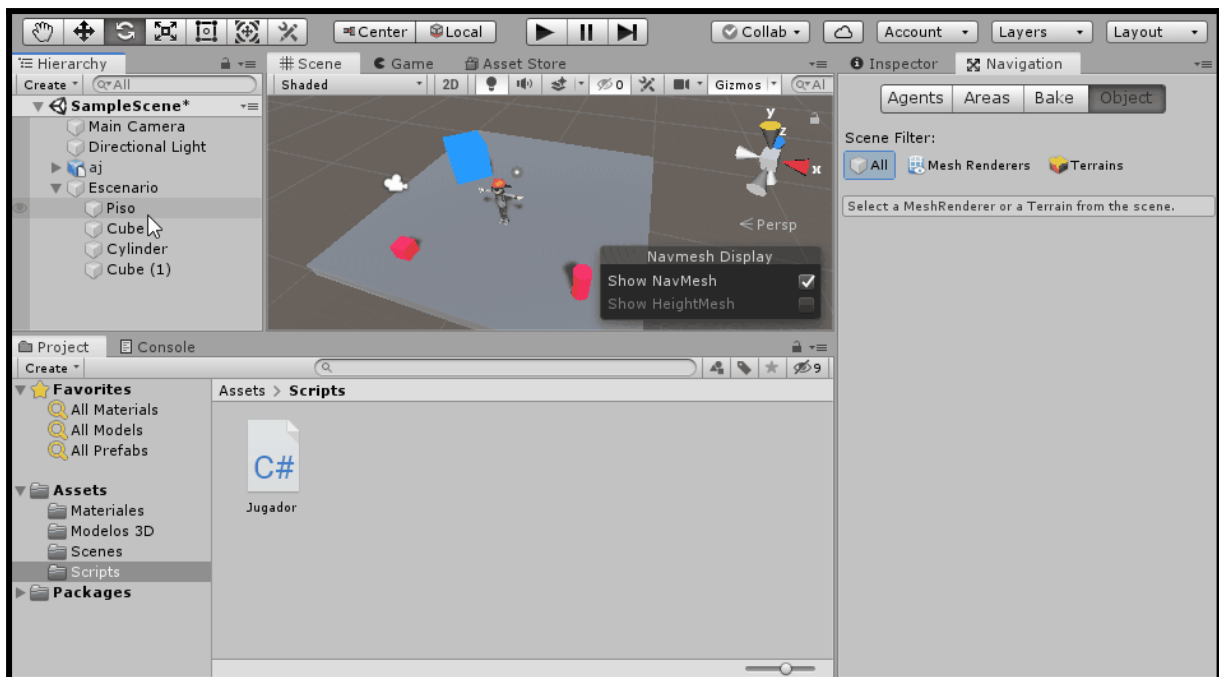 Center Local Collab Account Layers Layout
Hierarchy
Create All
SampleScene*
Main Camera
Directional Light
aj
Escenario
Piso
Cube
Cylinder
Cube (1)
Scene Game Asset Store
Shaded 2D 0 Gizmos All
y
z
x
Persp
Navmesh Display
Show NavMesh
Show HeightMesh
Inspector Navigation
Agents Areas Bake Object
Scene Filter:
All Mesh Renderers Terrains
Select a MeshRenderer or a Terrain from the scene.
Project Console
Create 9
Favorites
All Materials
All Models
All Prefabs
Assets
Materiales
Modelos 3D
Scenes
Scripts
Packages
Assets > Scripts
C#
Jugador